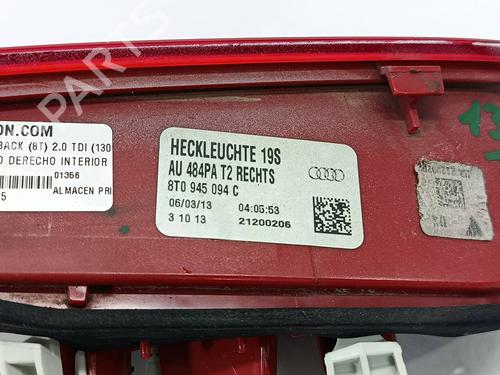 B PARTS
ON.COM
BACK (8T) 2.0 TDI (130
O DERECHO INTERIOR
01356
ALMACEN PRI
5
HECKLEUCHTE 19S
AU 484PA T2 RECHTS
8T0 945 094 C
06/03/13 04:05:53
3 10 13 21200206